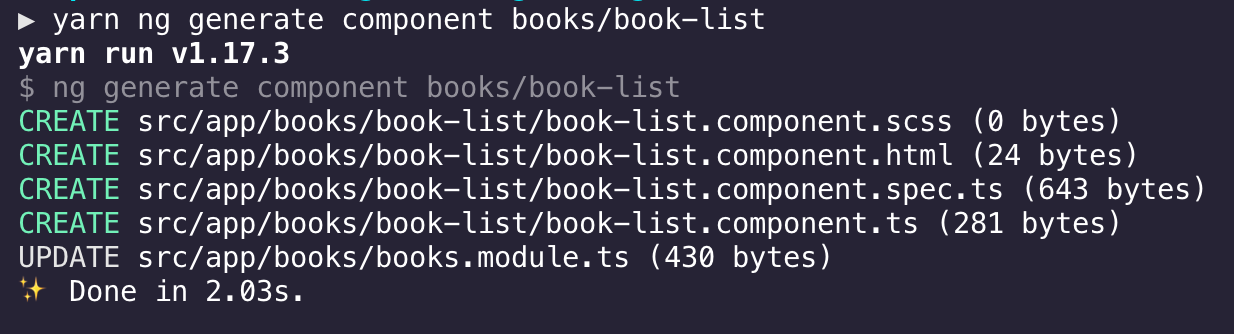 ▶ yarn ng generate component books/book-list
yarn run v1.17.3
$ ng generate component books/book-list
CREATE src/app/books/book-list/book-list.component.scss (0 bytes)
CREATE src/app/books/book-list/book-list.component.html (24 bytes)
CREATE src/app/books/book-list/book-list.component.spec.ts (643 bytes)
CREATE src/app/books/book-list/book-list.component.ts (281 bytes)
UPDATE src/app/books/books.module.ts (430 bytes)
✨ Done in 2.03s.